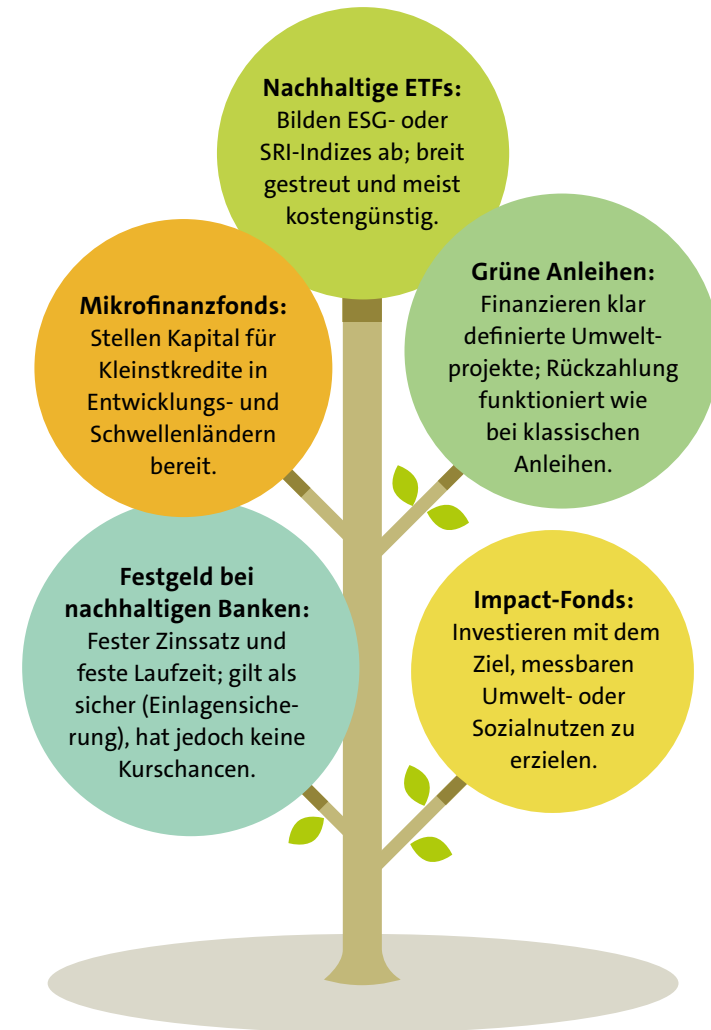 Nachhaltige ETFs:
Bilden ESG- oder
SRI-Indizes ab; breit
gestreut und meist
kostengünstig.
Mikrofinanzfonds:
Stellen Kapital für
Kleinstkredite in
Entwicklungs- und
Schwellenländern
bereit.
Grüne Anleihen:
Finanzieren klar
definierte Umwelt-
projekte; Rückzahlung
funktioniert wie
bei klassischen
Anleihen.
Festgeld bei
nachhaltigen Banken:
Fester Zinssatz und
feste Laufzeit; gilt als
sicher (Einlagensiche-
rung), hat jedoch keine
Kurschancen.
Impact-Fonds:
Investieren mit dem
Ziel, messbaren
Umwelt- oder
Sozialnutzen zu
erzielen.